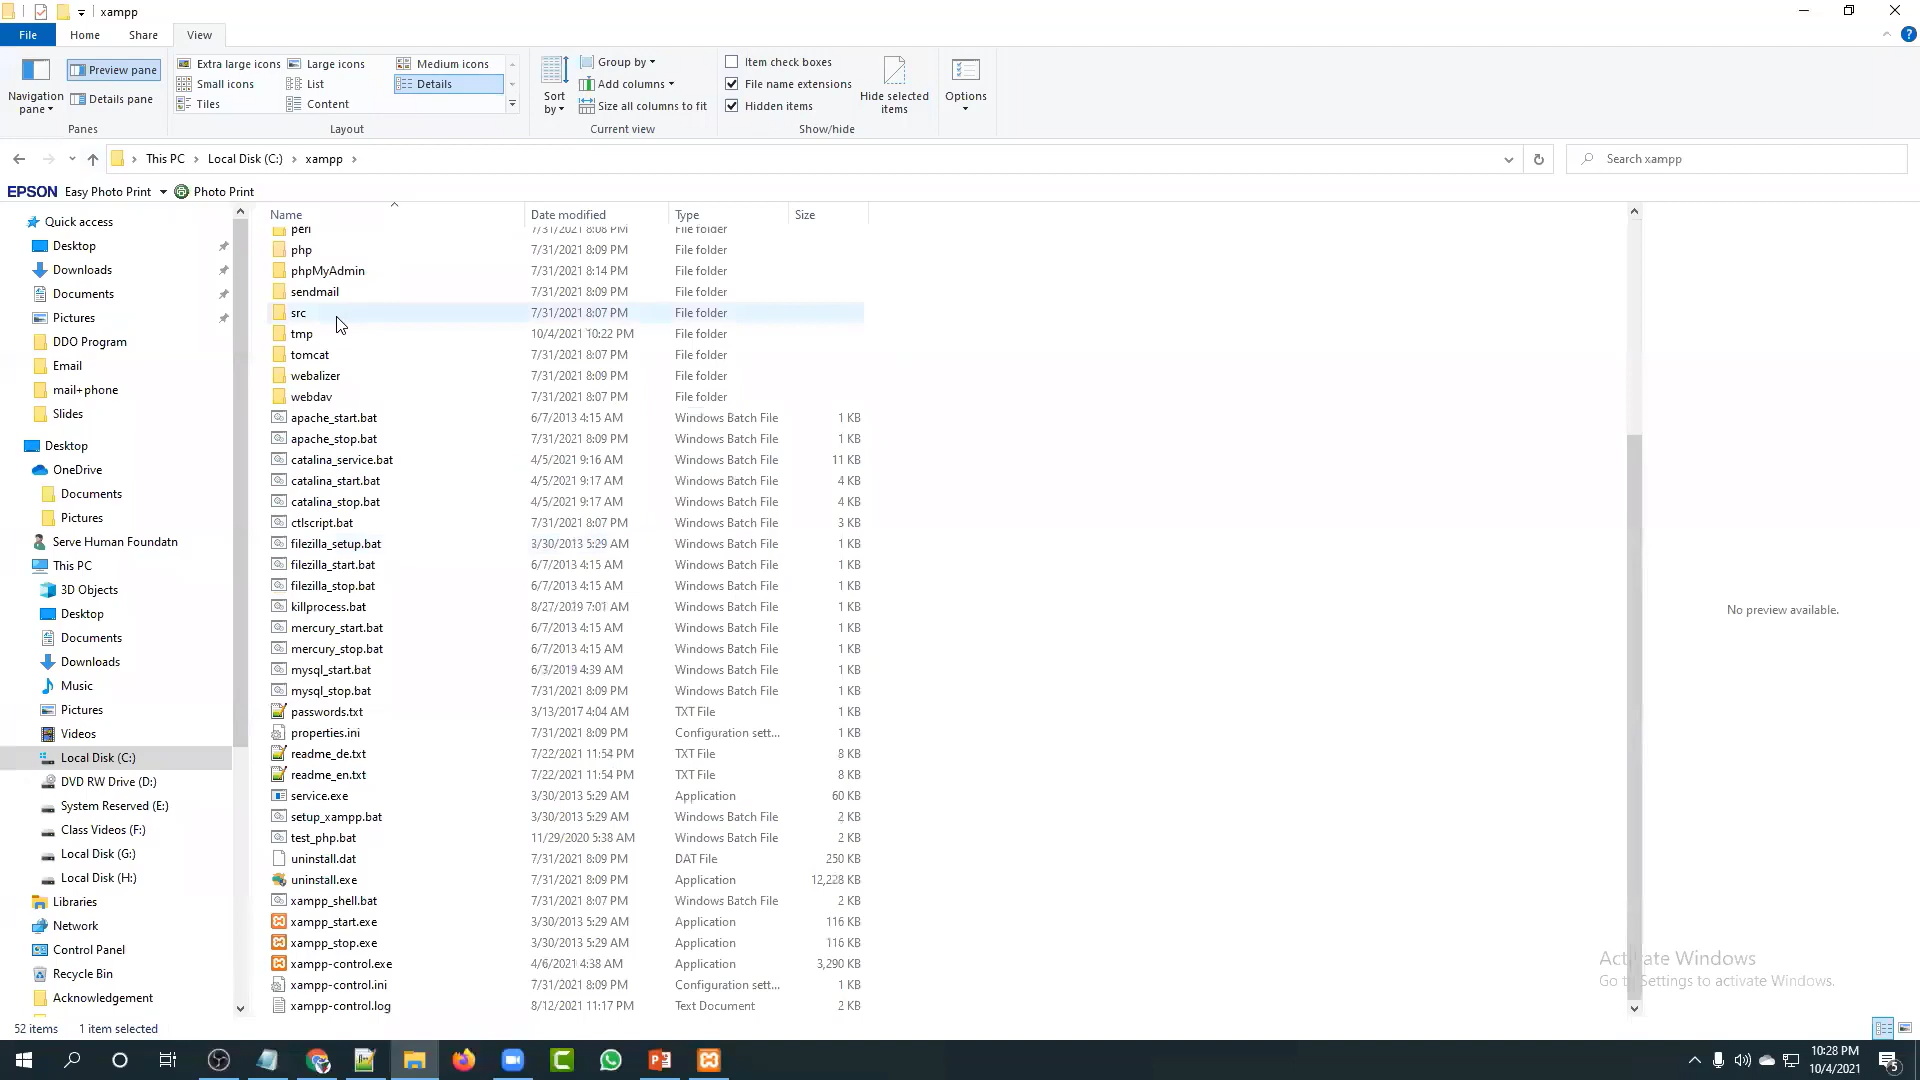 xampp
File Home Share View
Navigation pane
Preview pane
Details pane
Panes
Extra large icons Large icons Medium icons
Small icons List Details
Tiles Content
Layout
Sort by
Group by
Add columns
Size all columns to fit
Current view
Item check boxes
File name extensions
Hidden items
Hide selected items
Show/hide
Options
This PC Local Disk (C:) xampp
Search xampp
EPSON Easy Photo Print Photo Print
Quick access
Desktop
Downloads
Documents
Pictures
DDO Program
Email
mail+phone
Slides
Desktop
OneDrive
Documents
Pictures
Serve Human Foundatn
This PC
3D Objects
Desktop
Documents
Downloads
Music
Pictures
Videos
Local Disk (C:)
DVD RW Drive (D:)
System Reserved (E:)
Class Videos (F:)
Local Disk (G:)
Local Disk (H:)
Libraries
Network
Control Panel
Recycle Bin
Acknowledgement
Name Date modified Type Size
perl 7/31/2021 8:08 PM File folder
php 7/31/2021 8:09 PM File folder
phpMyAdmin 7/31/2021 8:14 PM File folder
sendmail 7/31/2021 8:09 PM File folder
src 7/31/2021 8:07 PM File folder
tmp 10/4/2021 10:22 PM File folder
tomcat 7/31/2021 8:07 PM File folder
webalizer 7/31/2021 8:09 PM File folder
webdav 7/31/2021 8:07 PM File folder
apache_start.bat 6/7/2013 4:15 AM Windows Batch File 1 KB
apache_stop.bat 7/31/2021 8:09 PM Windows Batch File 1 KB
catalina_service.bat 4/5/2021 9:16 AM Windows Batch File 11 KB
catalina_start.bat 4/5/2021 9:17 AM Windows Batch File 4 KB
catalina_stop.bat 4/5/2021 9:17 AM Windows Batch File 4 KB
ctlscript.bat 7/31/2021 8:07 PM Windows Batch File 3 KB
filezilla_setup.bat 3/30/2013 5:29 AM Windows Batch File 1 KB
filezilla_start.bat 6/7/2013 4:15 AM Windows Batch File 1 KB
filezilla_stop.bat 6/7/2013 4:15 AM Windows Batch File 1 KB
killprocess.bat 8/27/2019 7:01 AM Windows Batch File 1 KB
mercury_start.bat 6/7/2013 4:15 AM Windows Batch File 1 KB
mercury_stop.bat 6/7/2013 4:15 AM Windows Batch File 1 KB
mysql_start.bat 6/3/2019 4:39 AM Windows Batch File 1 KB
mysql_stop.bat 7/31/2021 8:09 PM Windows Batch File 1 KB
passwords.txt 3/13/2017 4:04 AM TXT File 1 KB
properties.ini 7/31/2021 8:09 PM Configuration sett... 1 KB
readme_de.txt 7/22/2021 11:54 PM TXT File 8 KB
readme_en.txt 7/22/2021 11:54 PM TXT File 8 KB
service.exe 3/30/2013 5:29 AM Application 60 KB
setup_xampp.bat 3/30/2013 5:29 AM Windows Batch File 2 KB
test_php.bat 11/29/2020 5:38 AM Windows Batch File 2 KB
uninstall.dat 7/31/2021 8:09 PM DAT File 250 KB
uninstall.exe 7/31/2021 8:09 PM Application 12,228 KB
xampp_shell.bat 7/31/2021 8:07 PM Windows Batch File 2 KB
xampp_start.exe 3/30/2013 5:29 AM Application 116 KB
xampp_stop.exe 3/30/2013 5:29 AM Application 116 KB
xampp-control.exe 4/6/2021 4:38 AM Application 3,290 KB
xampp-control.ini 7/31/2021 8:09 PM Configuration sett... 1 KB
xampp-control.log 8/12/2021 11:17 PM Text Document 2 KB
No preview available.
Activate Windows
Go to Settings to activate Windows.
52 items 1 item selected
10:28 PM
10/4/2021
5